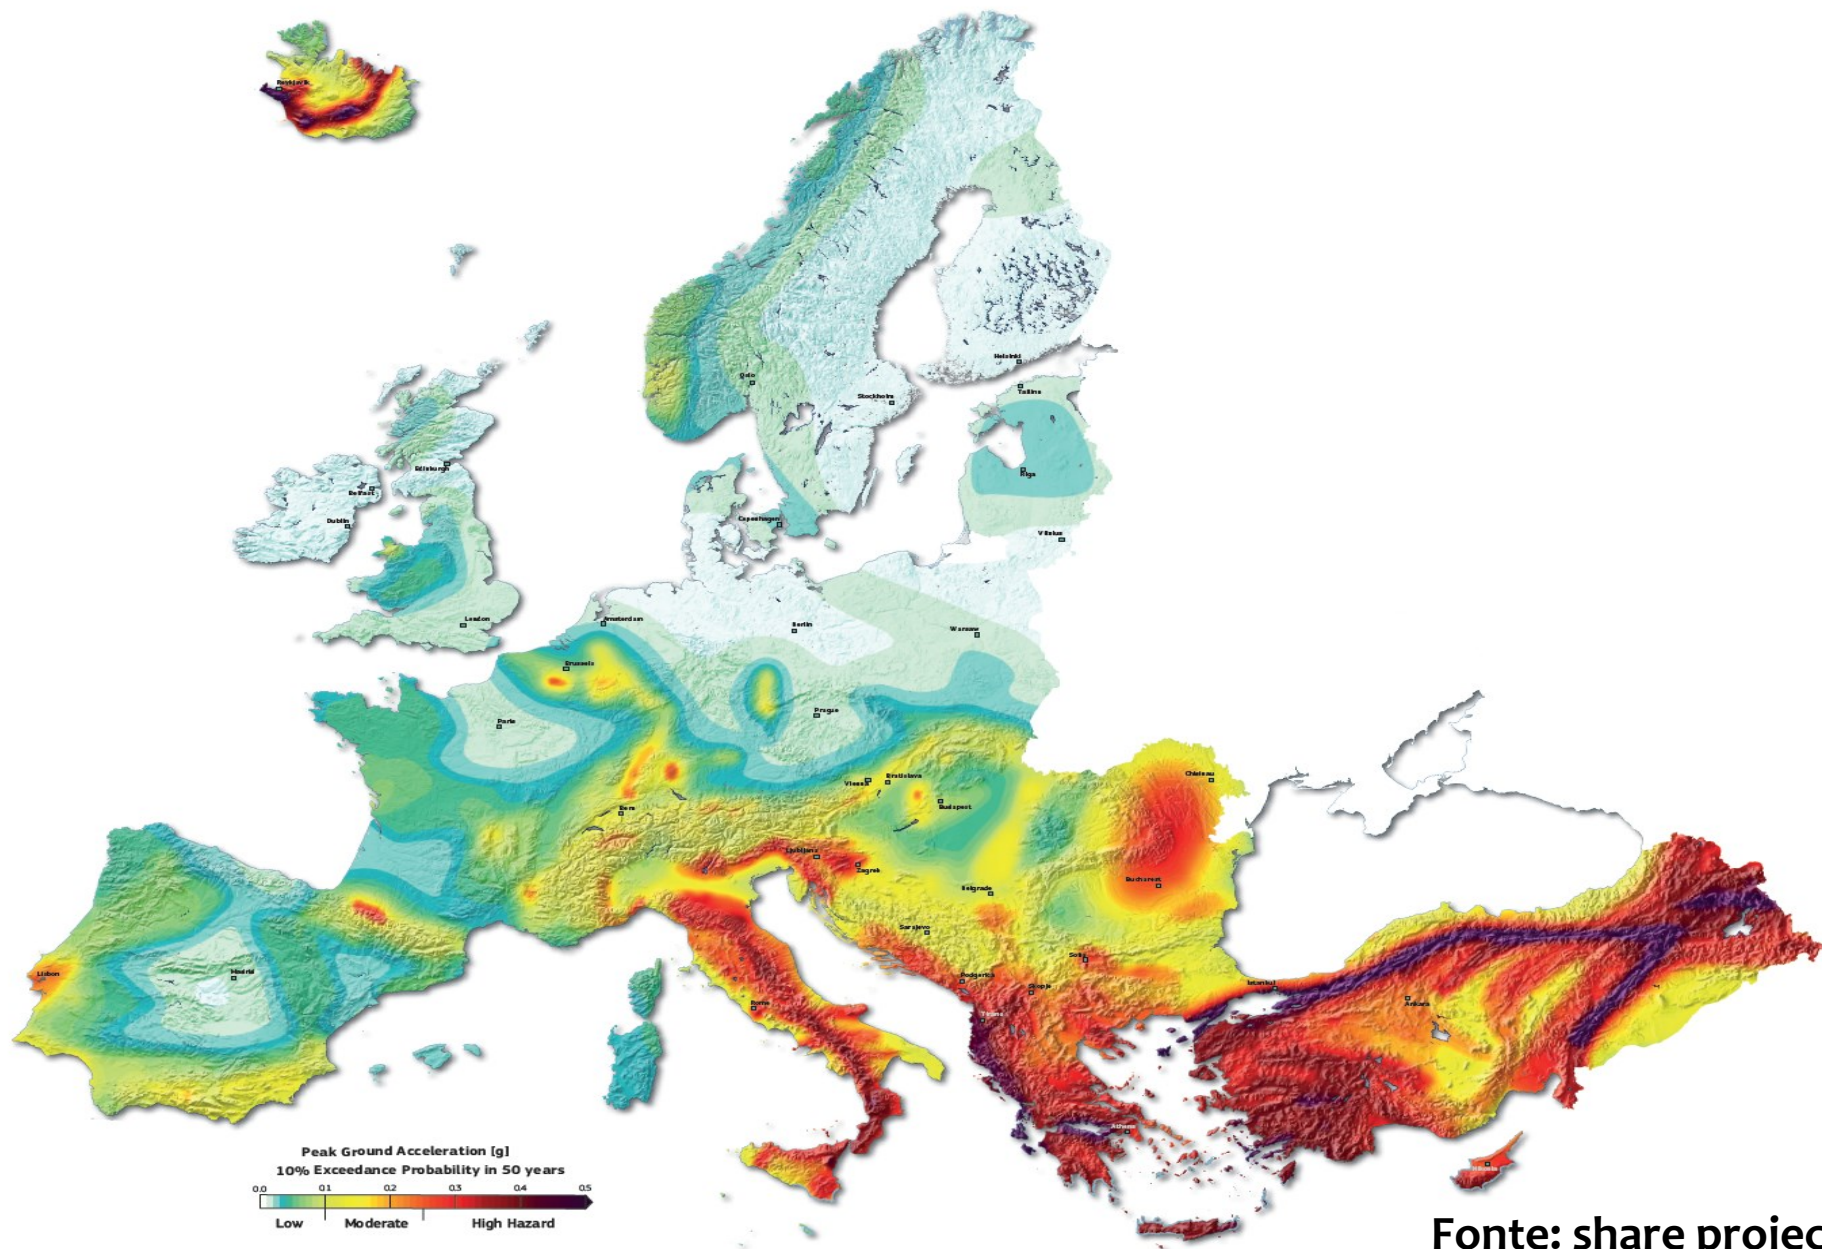 Reykjavik
Helsinki
Oslo
Tallinn
Stockholm
Edinburgh
Riga
Belfast
Dublin
Copenhagen
Vilnius
London
Amsterdam
Berlin
Warsaw
Brussels
Paris
Prague
Chisinau
Vienna
Bratislava
Budapest
Bern
Ljubljana
Zagreb
Bucharest
Belgrade
Sarajevo
Sofia
Lisbon
Madrid
Podgorica
Skopje
Istanbul
Ankara
Rome
Tirana
Athens
Peak Ground Acceleration [g]
10% Exceedance Probability in 50 years
0.0 0.1 0.2 0.3 0.4 0.5
Low Moderate High Hazard
Fonte: share projec